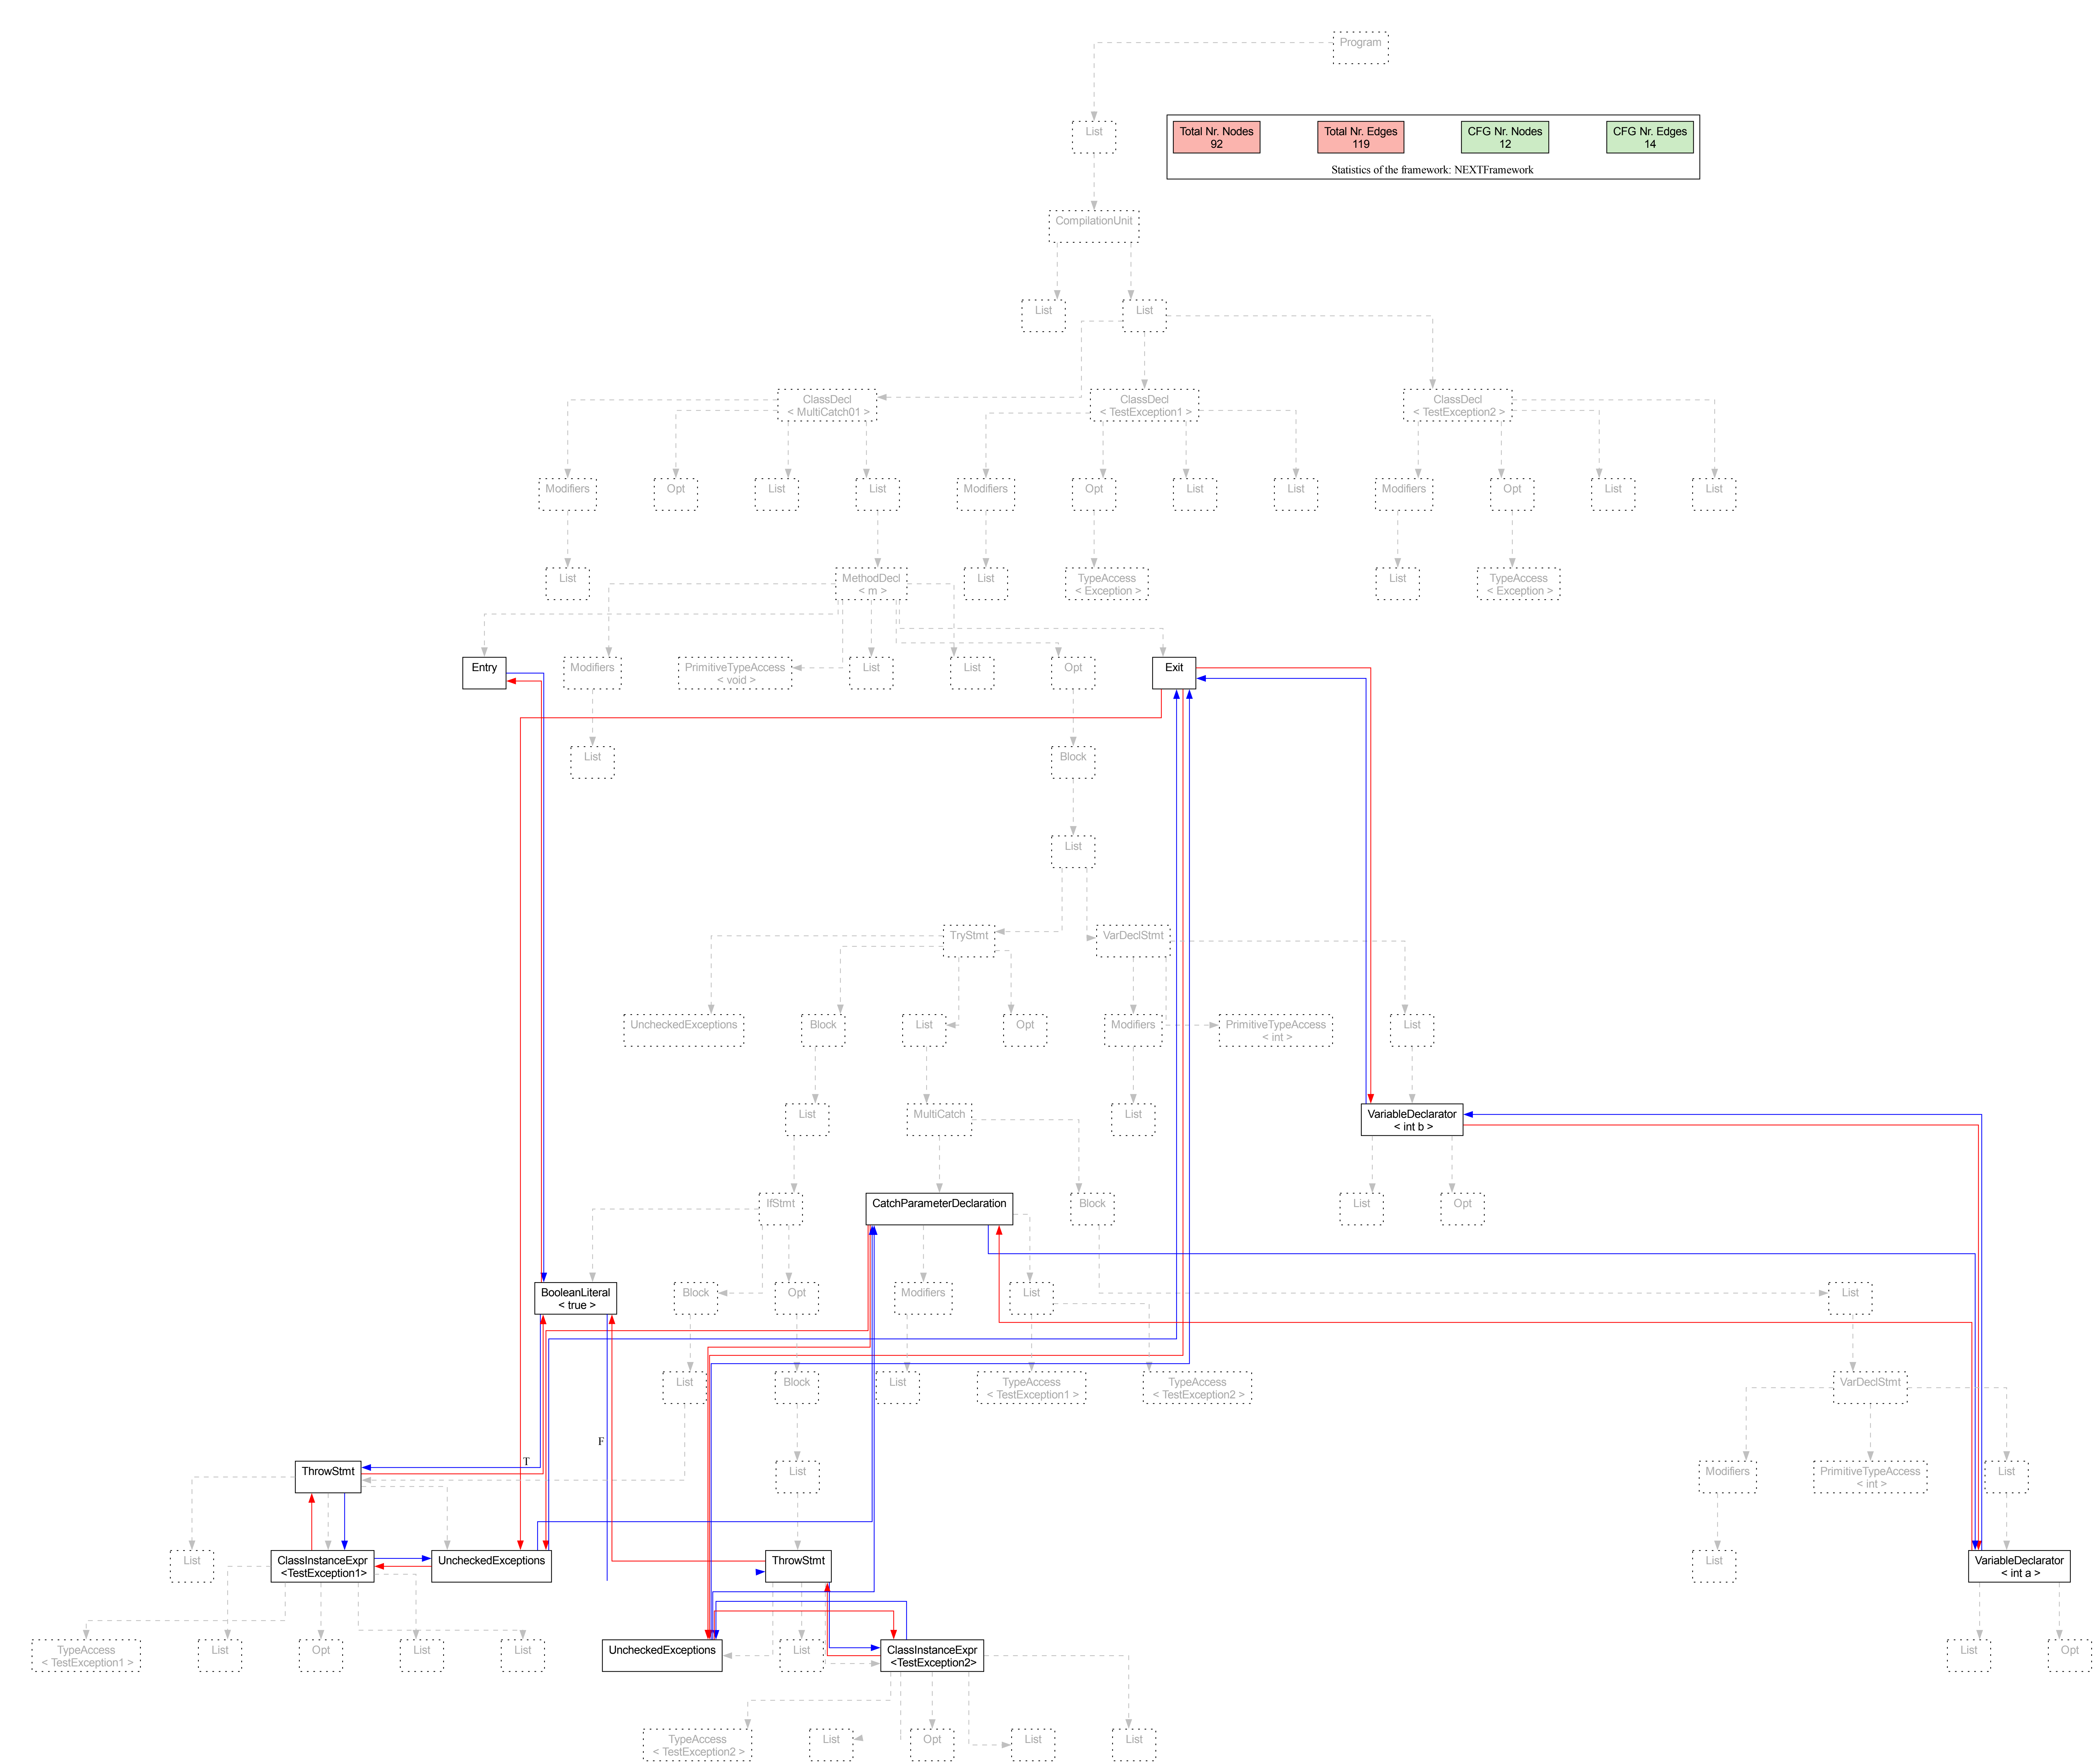 Program
List
Total Nr. Nodes
92
Total Nr. Edges
119
CFG Nr. Nodes
12
CFG Nr. Edges
14
Statistics of the framework: NEXTFramework
CompilationUnit
List
List
ClassDecl
< MultiCatch01 >
ClassDecl
< TestException1 >
ClassDecl
< TestException2 >
Modifiers
Opt
List
List
Modifiers
Opt
List
List
Modifiers
Opt
List
List
List
MethodDecl
< m >
List
TypeAccess
< Exception >
List
TypeAccess
< Exception >
Entry
Modifiers
PrimitiveTypeAccess
< void >
List
List
Opt
Exit
List
Block
List
TryStmt
VarDeclStmt
UncheckedExceptions
Block
List
Opt
Modifiers
PrimitiveTypeAccess
< int >
List
List
MultiCatch
List
VariableDeclarator
< int b >
IfStmt
CatchParameterDeclaration
Block
List
Opt
BooleanLiteral
< true >
Block
Opt
Modifiers
List
List
List
Block
List
TypeAccess
< TestException1 >
TypeAccess
< TestException2 >
VarDeclStmt
F
T
ThrowStmt
List
Modifiers
PrimitiveTypeAccess
< int >
List
List
ClassInstanceExpr
<TestException1>
UncheckedExceptions
ThrowStmt
List
VariableDeclarator
< int a >
TypeAccess
< TestException1 >
List
Opt
List
List
UncheckedExceptions
List
ClassInstanceExpr
<TestException2>
List
Opt
TypeAccess
< TestException2 >
List
Opt
List
List